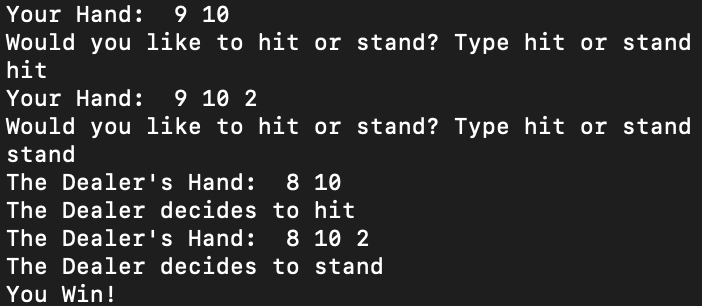 Your Hand:  9 10
Would you like to hit or stand? Type hit or stand
hit
Your Hand:  9 10 2
Would you like to hit or stand? Type hit or stand
stand
The Dealer's Hand:  8 10
The Dealer decides to hit
The Dealer's Hand:  8 10 2
The Dealer decides to stand
You Win!